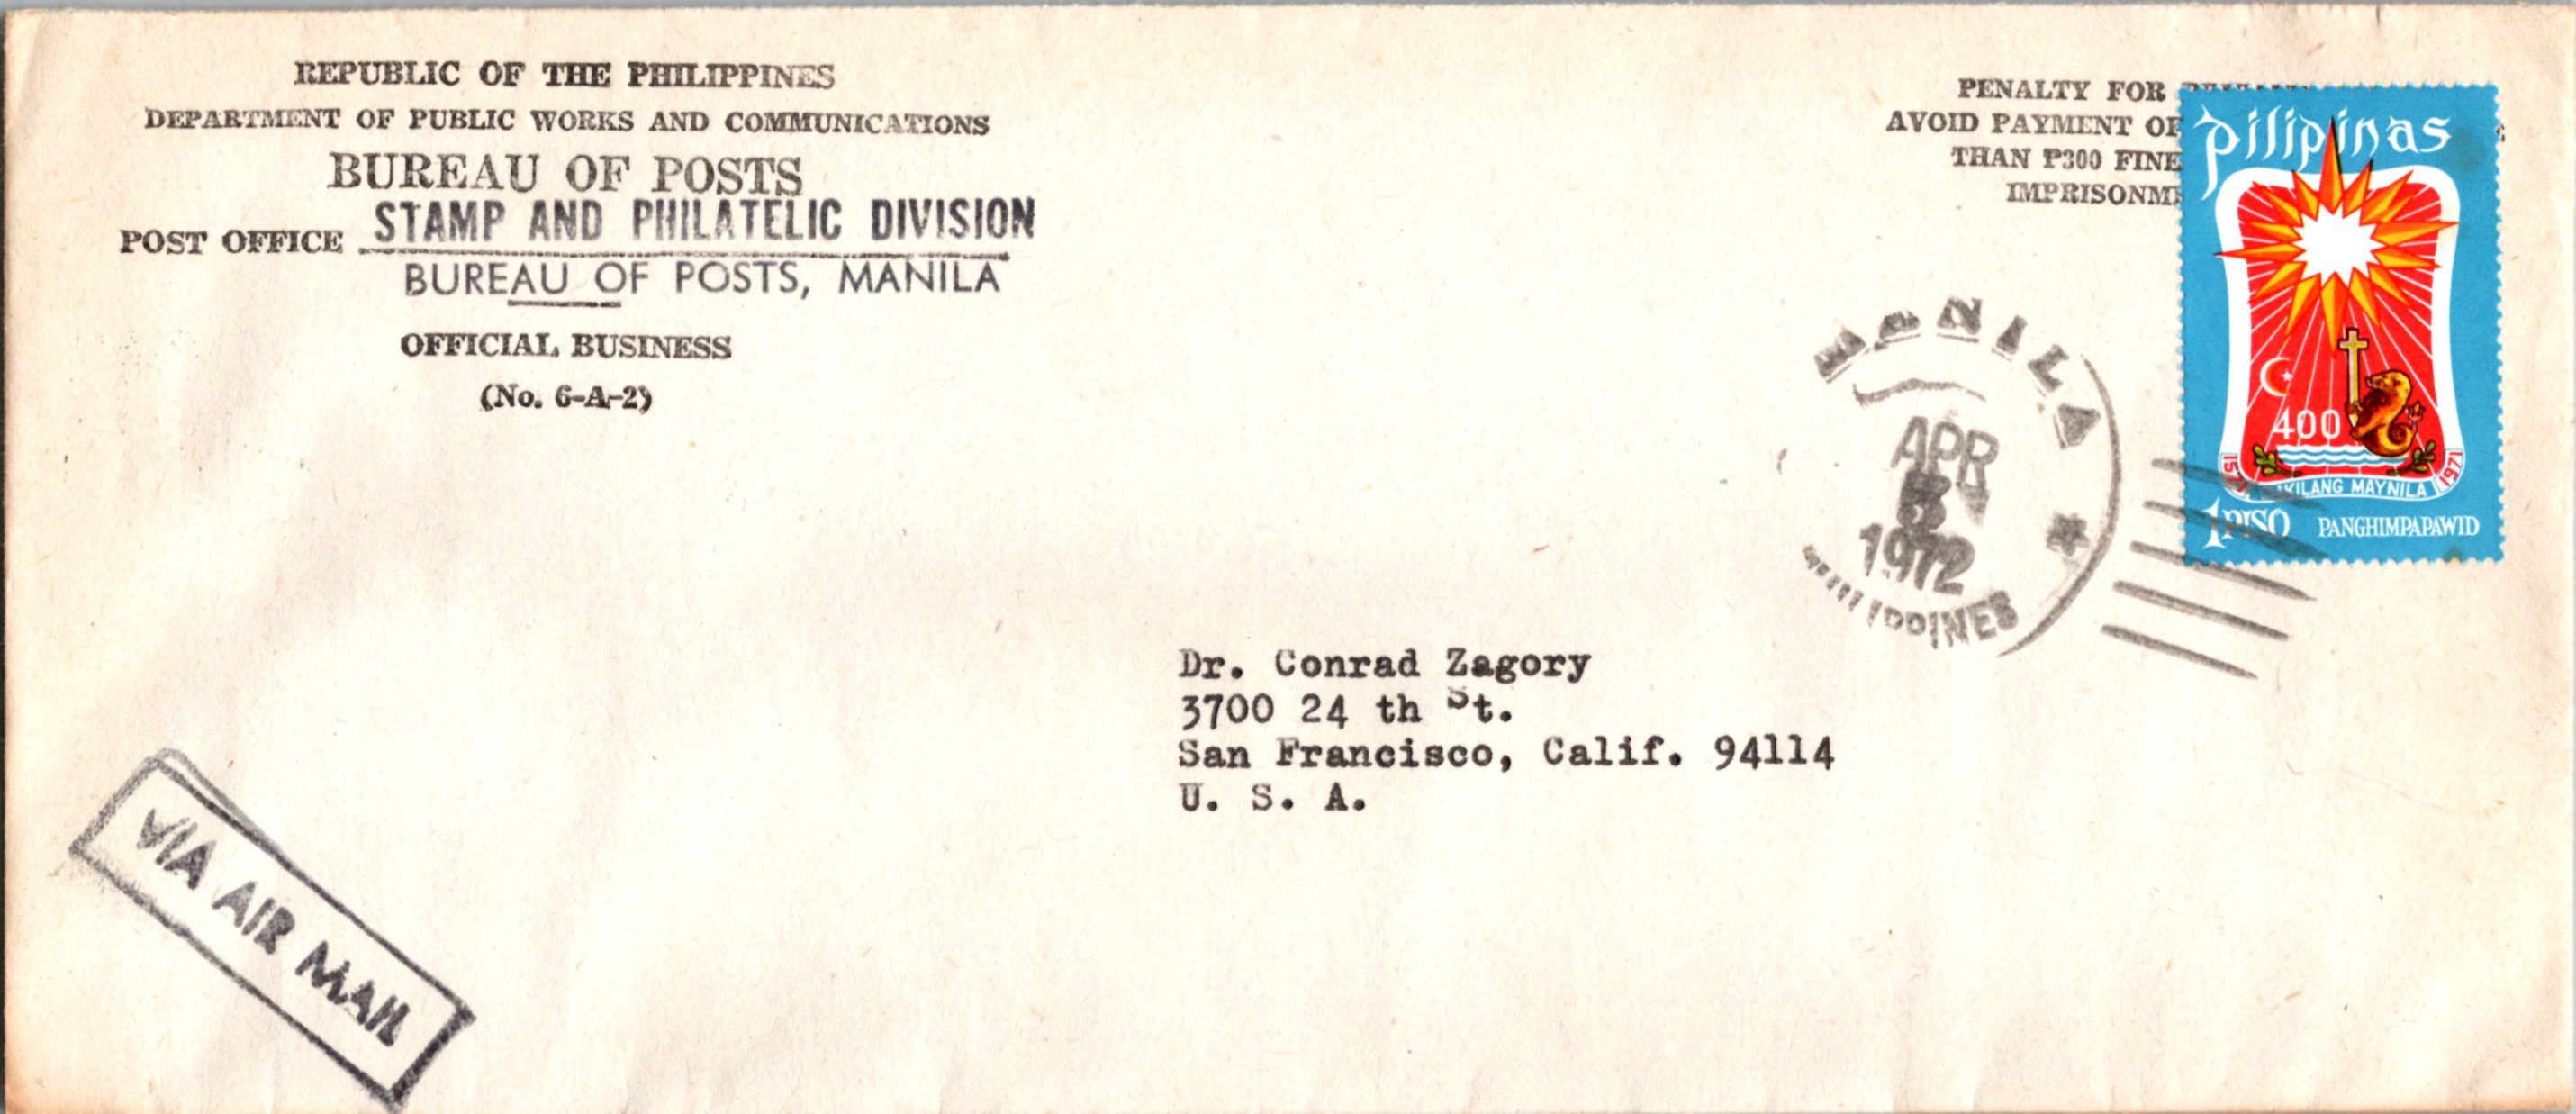 REPUBLIC OF THE PHILIPPINES
DEPARTMENT OF PUBLIC WORKS AND COMMUNICATIONS
BUREAU OF POSTS
POST OFFICE STAMP AND PHILATELIC DIVISION
BUREAU OF POSTS, MANILA
OFFICIAL BUSINESS
(No. 6-A-2)
PENALTY FOR
AVOID PAYMENT OF
THAN ₱300 FINE
pilipinas
400
1971
MAYNILA
1 PISO PANGHIMPAPAWID
MANILA
APR
1972
PHILIPPINES
Dr. Conrad Zagory
3700 24 th St.
San Francisco, Calif. 94114
U. S. A.
VIA AIR MAIL